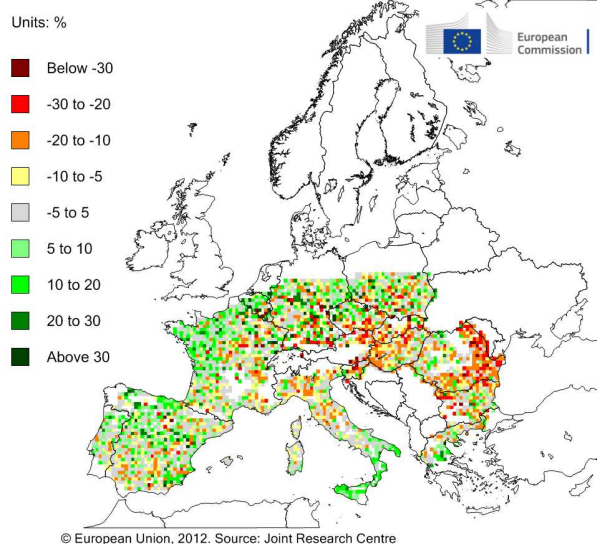 Units: %
European
Commission
Below -30
-30 to -20
-20 to -10
-10 to -5
-5 to 5
5 to 10
10 to 20
20 to 30
Above 30
© European Union, 2012. Source: Joint Research Centre